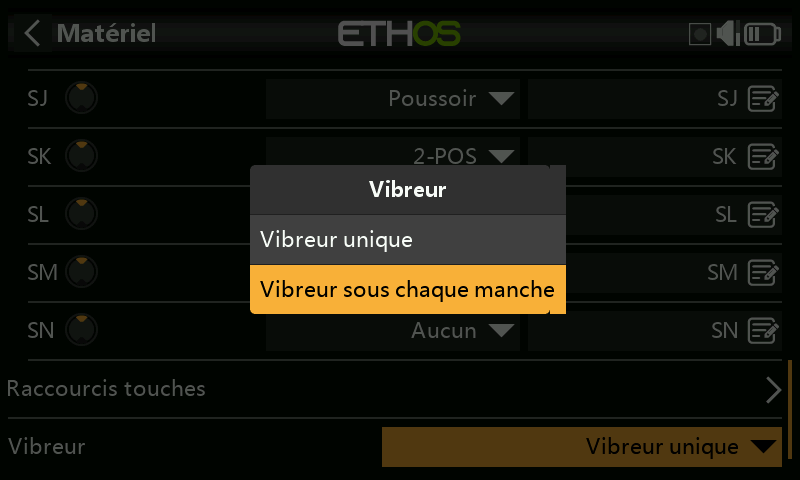 Matériel ETHOS
SJ Poussoir SJ
SK 2-POS SK
Vibreur
SL SL
Vibreur unique
SM SM
Vibreur sous chaque manche
SN Aucun SN
Raccourcis touches
Vibreur Vibreur unique